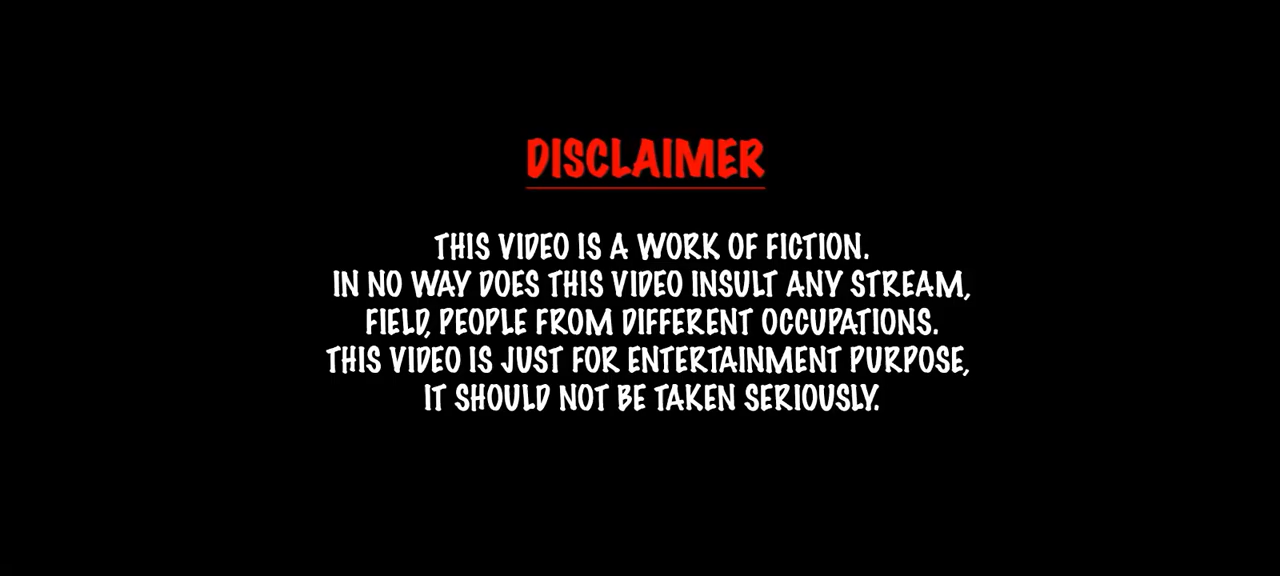 DISCLAIMER
THIS VIDEO IS A WORK OF FICTION.
IN NO WAY DOES THIS VIDEO INSULT ANY STREAM,
FIELD, PEOPLE FROM DIFFERENT OCCUPATIONS.
THIS VIDEO IS JUST FOR ENTERTAINMENT PURPOSE,
IT SHOULD NOT BE TAKEN SERIOUSLY.